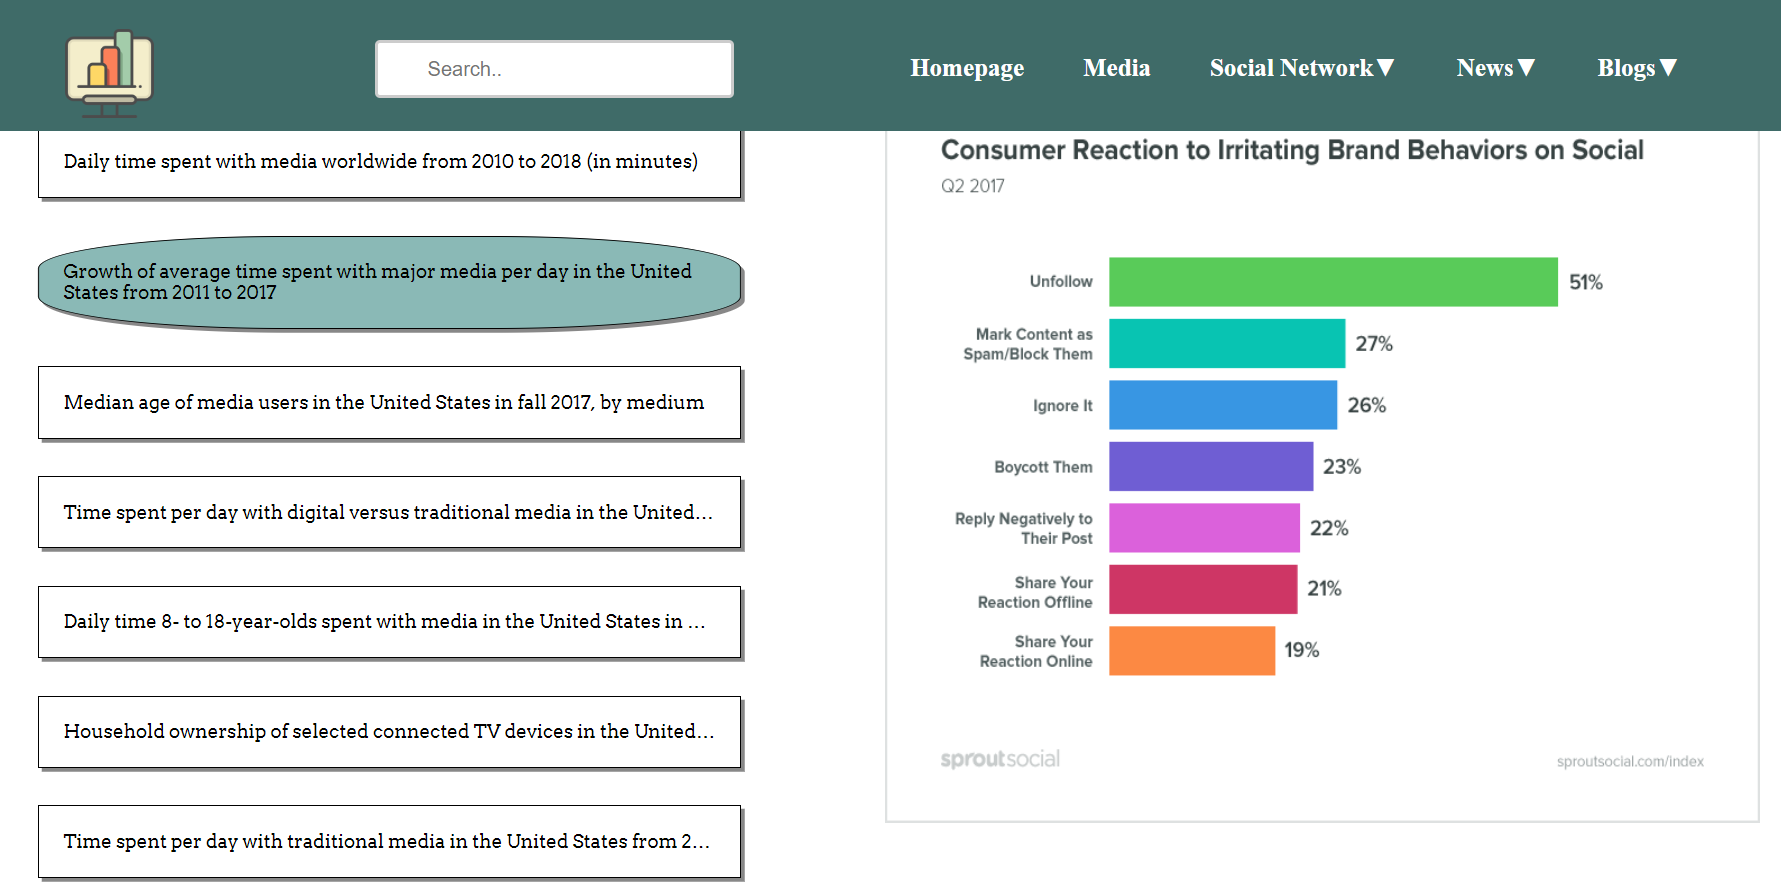 Search..
Homepage
Media
Social Network▼
News▼
Blogs▼
Daily time spent with media worldwide from 2010 to 2018 (in minutes)
Growth of average time spent with major media per day in the United
States from 2011 to 2017
Median age of media users in the United States in fall 2017, by medium
Time spent per day with digital versus traditional media in the United...
Daily time 8- to 18-year-olds spent with media in the United States in ...
Household ownership of selected connected TV devices in the United...
Time spent per day with traditional media in the United States from 2...
Consumer Reaction to Irritating Brand Behaviors on Social
Q2 2017
Unfollow
51%
Mark Content as
Spam/Block Them
27%
Ignore It
26%
Boycott Them
23%
Reply Negatively to
Their Post
22%
Share Your
Reaction Offline
21%
Share Your
Reaction Online
19%
sproutsocial
sproutsocial.com/index